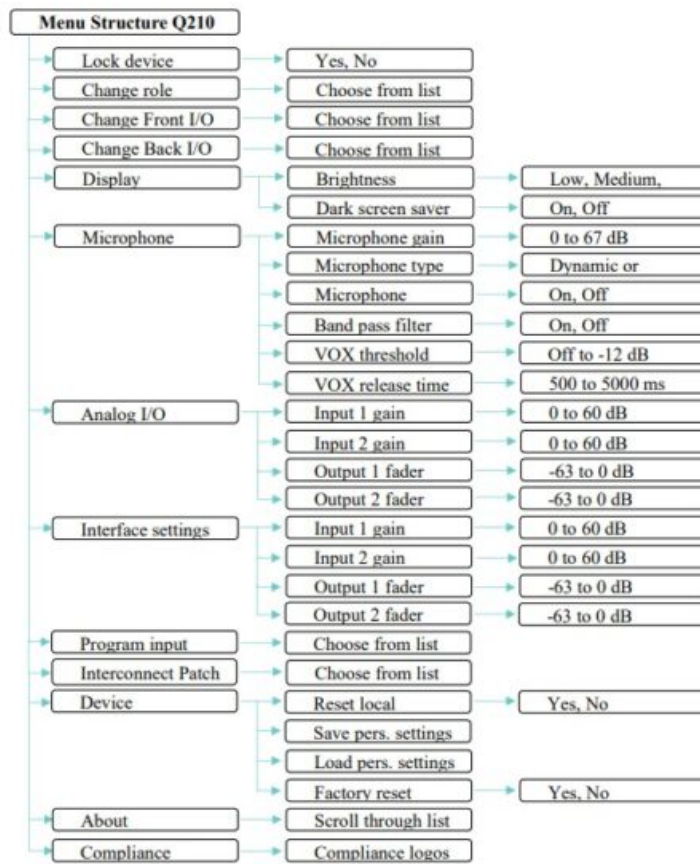 Menu Structure Q210
Lock device Yes, No
Change role Choose from list
Change Front I/O Choose from list
Change Back I/O Choose from list
Display Brightness Low, Medium,
Dark screen saver On, Off
Microphone Microphone gain 0 to 67 dB
Microphone type Dynamic or
Microphone On, Off
Band pass filter On, Off
VOX threshold Off to -12 dB
VOX release time 500 to 5000 ms
Analog I/O Input 1 gain 0 to 60 dB
Input 2 gain 0 to 60 dB
Output 1 fader -63 to 0 dB
Output 2 fader -63 to 0 dB
Interface settings Input 1 gain 0 to 60 dB
Input 2 gain 0 to 60 dB
Output 1 fader -63 to 0 dB
Output 2 fader -63 to 0 dB
Program input Choose from list
Interconnect Patch Choose from list
Device Reset local Yes, No
Save pers. settings
Load pers. settings
Factory reset Yes, No
About Scroll through list
Compliance Compliance logos